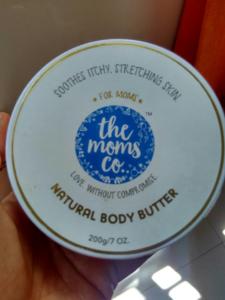 SOOTHES ITCHY, STRETCHING SKIN.
• FOR MOMS •
the
moms
co.
TM
LOVE. WITHOUT COMPROMISE.
NATURAL BODY BUTTER
200g/7 OZ.